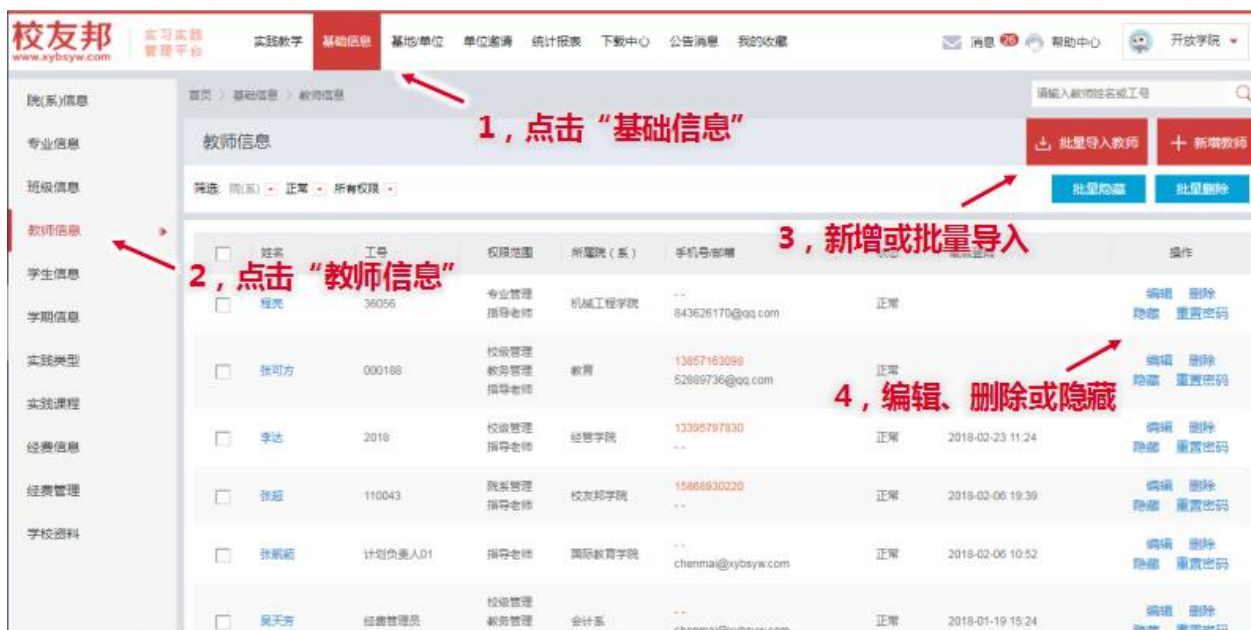 校友邦 实习实践
www.xybsyw.com 管理平台
实践教学 基础信息 基地/单位 单位邀请 统计报表 下载中心 公告消息 我的收藏 消息 26 帮助中心 开放学院
院(系)信息
专业信息
班级信息
教师信息
学生信息
学期信息
实践类型
实践课程
经费信息
经费管理
学校资料
首页 > 基础信息 > 教师信息 请输入教师姓名或工号
1，点击“基础信息”
教师信息 批量导入教师 新增教师
筛选: 院(系) 正常 所有权限 批量隐藏 批量删除
3，新增或批量导入
2，点击“教师信息”
姓名 工号 权限范围 所属院（系） 手机号/邮箱 操作
程亮 36056 专业管理 机械工程学院 - - 正常 编辑 删除
指导老师 843626170@qq.com 隐藏 重置密码
4，编辑、删除或隐藏
校级管理
张可方 000188 教务管理 教育 13857163098 正常 编辑 删除
指导老师 52889736@qq.com 隐藏 重置密码
李达 2018 校级管理 经管学院 13395797830 正常 2018-02-23 11:24 编辑 删除
指导老师 - - 隐藏 重置密码
张超 110043 院系管理 校友邦学院 15868930220 正常 2018-02-06 19:39 编辑 删除
指导老师 - - 隐藏 重置密码
计划负责人01 指导老师 国际教育学院 - - 正常 2018-02-06 10:52 编辑 删除
chenmai@xybsyw.com 隐藏 重置密码
校级管理
吴天芳 经费管理员 教务管理 会计系 - - 正常 2018-01-19 15:24 编辑 删除